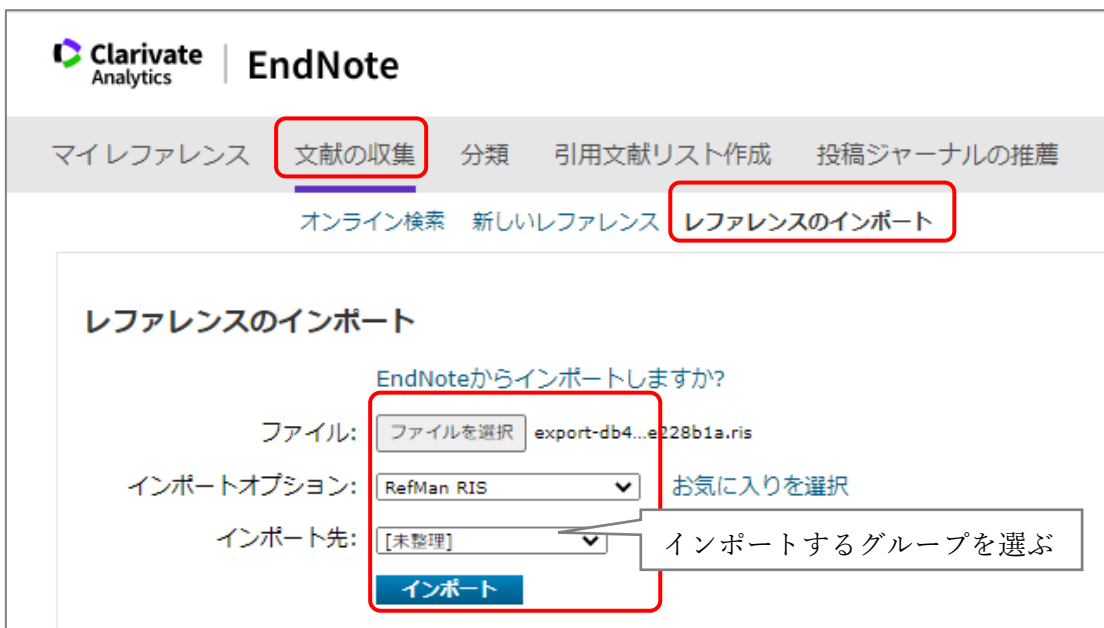 Clarivate Analytics | EndNote
マイレファレンス 文献の収集 分類 引用文献リスト作成 投稿ジャーナルの推薦
オンライン検索 新しいレファレンス レファレンスのインポート
レファレンスのインポート
EndNoteからインポートしますか?
ファイル: ファイルを選択 export-db4...e228b1a.ris
インポートオプション: RefMan RIS お気に入りを選択
インポート先: [未整理]
インポートするグループを選ぶ
インポート